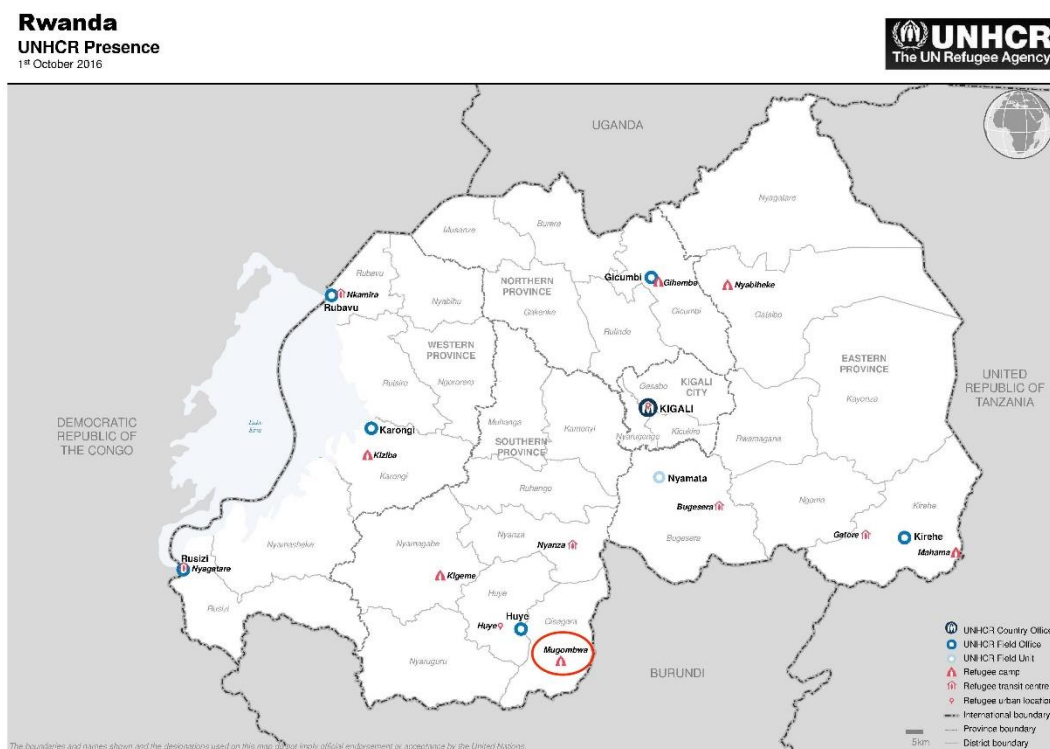 Rwanda
UNHCR Presence
1st October 2016
UNHCR
The UN Refugee Agency
UGANDA
Nyagatare
Musanze
Burera
Rubavu
Gicumbi
Gihembe
Nyabiheke
Nkamira
Rubavu
Nyabihu
NORTHERN
PROVINCE
Gakenke
Rulindo
Gicumbi
Gatsibo
WESTERN
PROVINCE
EASTERN
PROVINCE
Rutsiro
Ngororero
Gasabo
KIGALI
CITY
Kayonza
UNITED
REPUBLIC OF
TANZANIA
KIGALI
DEMOCRATIC
REPUBLIC OF
THE CONGO
Lake
Kivu
Karongi
Muhanga
SOUTHERN
PROVINCE
Kamonyi
Nyarugenge
Kicukiro
Rwamagana
Kiziba
Karongi
Ruhango
Nyamata
Bugesera
Ngoma
Kirehe
Nyanza
Nyanza
Bugesera
Gatore
Kirehe
Mahama
Nyamasheke
Nyamagabe
Rusizi
Nyagatare
Kigeme
Rusizi
Huye
Huye
Huye
Gisagara
Mugombwa
Nyaruguru
BURUNDI
UNHCR Country Office
UNHCR Field Office
UNHCR Field Unit
Refugee camp
Refugee transit centre
Refugee urban location
International boundary
Province boundary
District boundary
5km
The boundaries and names shown and the designations used on this map do not imply official endorsement or acceptance by the United Nations.